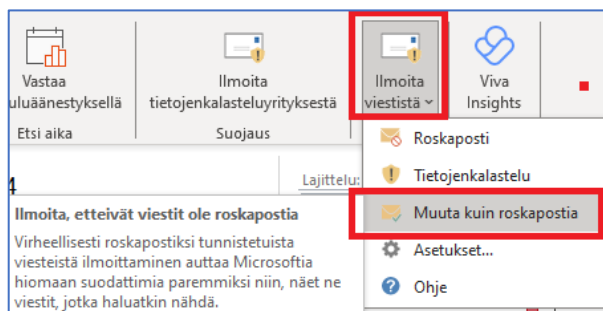 Vastaa
uluäänestyksellä
Etsi aika
Ilmoita
tietojenkalasteluyrityksestä
Suojaus
Ilmoita
viestistä
Viva
Insights
Lajittelu:
Roskaposti
Tietojenkalastelu
Muuta kuin roskapostia
Asetukset...
Ohje
Ilmoita, etteivät viestit ole roskapostia
Virheellisesti roskapostiksi tunnistetuista
viesteistä ilmoittaminen auttaa Microsoftia
hiomaan suodattimia paremmiksi niin, näet ne
viestit, jotka haluatkin nähdä.